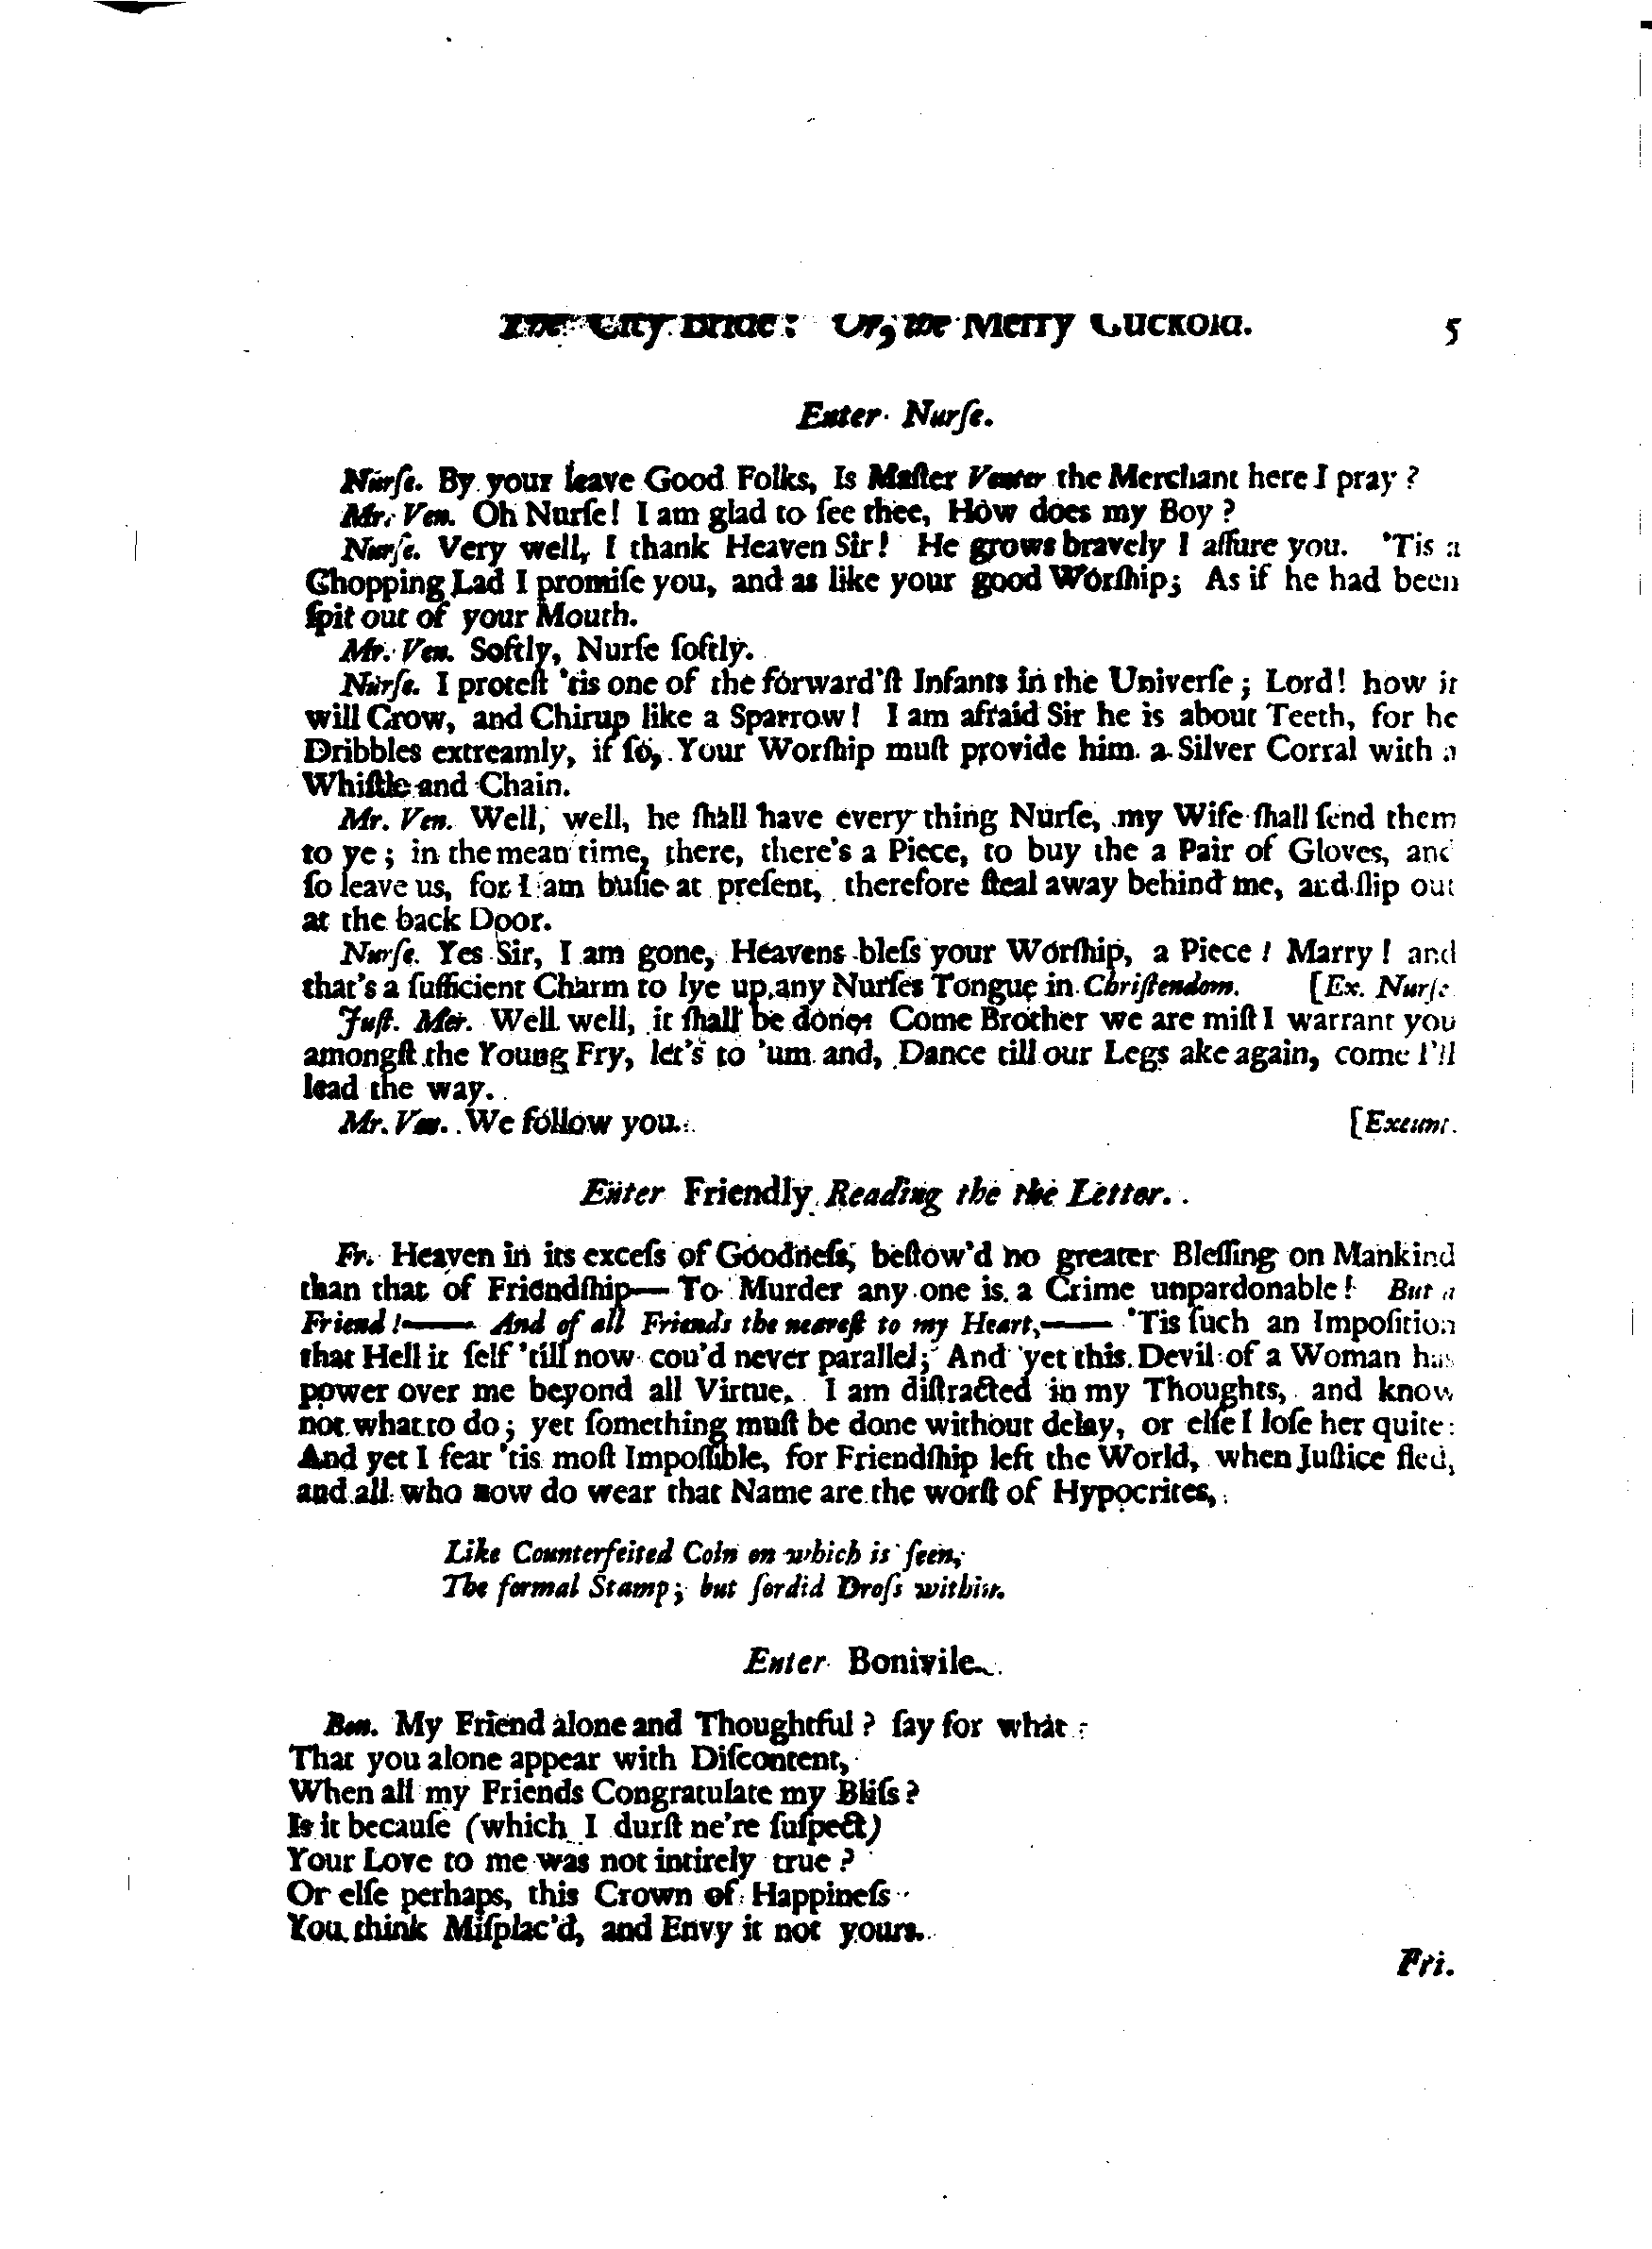 The City Bride: Or, the Merry Cuckold. 5
Enter Nurſe.
Nurſe. By your leave Good Folks, Is Maſter Venter the Merchant here I pray?
Mr. Ven. Oh Nurſe! I am glad to ſee thee, How does my Boy?
Nurſe. Very well, I thank Heaven Sir! He grows bravely I aſſure you. 'Tis a
Chopping Lad I promiſe you, and as like your good Worſhip; As if he had been
ſpit out of your Mouth.
Mr. Ven. Softly, Nurſe ſoftly.
Nurſe. I proteſt 'tis one of the forward'ſt Infants in the Univerſe; Lord! how it
will Crow, and Chirup like a Sparrow! I am afraid Sir he is about Teeth, for he
Dribbles extreamly, if ſo, Your Worſhip muſt provide him a Silver Corral with a
Whiſtle and Chain.
Mr. Ven. Well, well, he ſhall have every thing Nurſe, my Wife ſhall ſend them
to ye; in the mean time, there, there's a Piece, to buy the a Pair of Gloves, and
ſo leave us, for I am buſie at preſent, therefore ſteal away behind me, and ſlip out
at the back Door.
Nurſe. Yes Sir, I am gone, Heavens bleſs your Worſhip, a Piece! Marry! and
that's a ſufficient Charm to lye up any Nurſes Tongue in Chriſtendom. [Ex. Nurſe
Juſt. Mer. Well well, it ſhall be done: Come Brother we are miſt I warrant you
amongſt the Young Fry, let's to 'um and, Dance till our Legs ake again, come I'll
lead the way.
Mr. Ven. We follow you. [Exeunt.
Enter Friendly Reading the the Letter.
Fr. Heaven in its exceſs of Goodneſs, beſtow'd no greater Bleſſing on Mankind
than that of Friendſhip— To Murder any one is a Crime unpardonable! But a
Friend!—— And of all Friends the neareſt to my Heart,—— 'Tis ſuch an Impoſition
that Hell it ſelf 'till now cou'd never parallel; And yet this Devil of a Woman has
power over me beyond all Virtue, I am diſtracted in my Thoughts, and know
not what to do; yet ſomething muſt be done without delay, or elſe I loſe her quite:
And yet I fear 'tis moſt Impoſſible, for Friendſhip left the World, when Juſtice fled,
and all who now do wear that Name are the worſt of Hypocrites,
Like Counterfeited Coin on which is ſeen,
The formal Stamp; but ſordid Droſs within.
Enter Bonivile.
Bon. My Friend alone and Thoughtful? ſay for what:
That you alone appear with Diſcontent,
When all my Friends Congratulate my Bliſs?
Is it becauſe (which I durſt ne're ſuſpect)
Your Love to me was not intirely true?
Or elſe perhaps, this Crown of Happineſs
You think Miſplac'd, and Envy it not yours.
Fri.